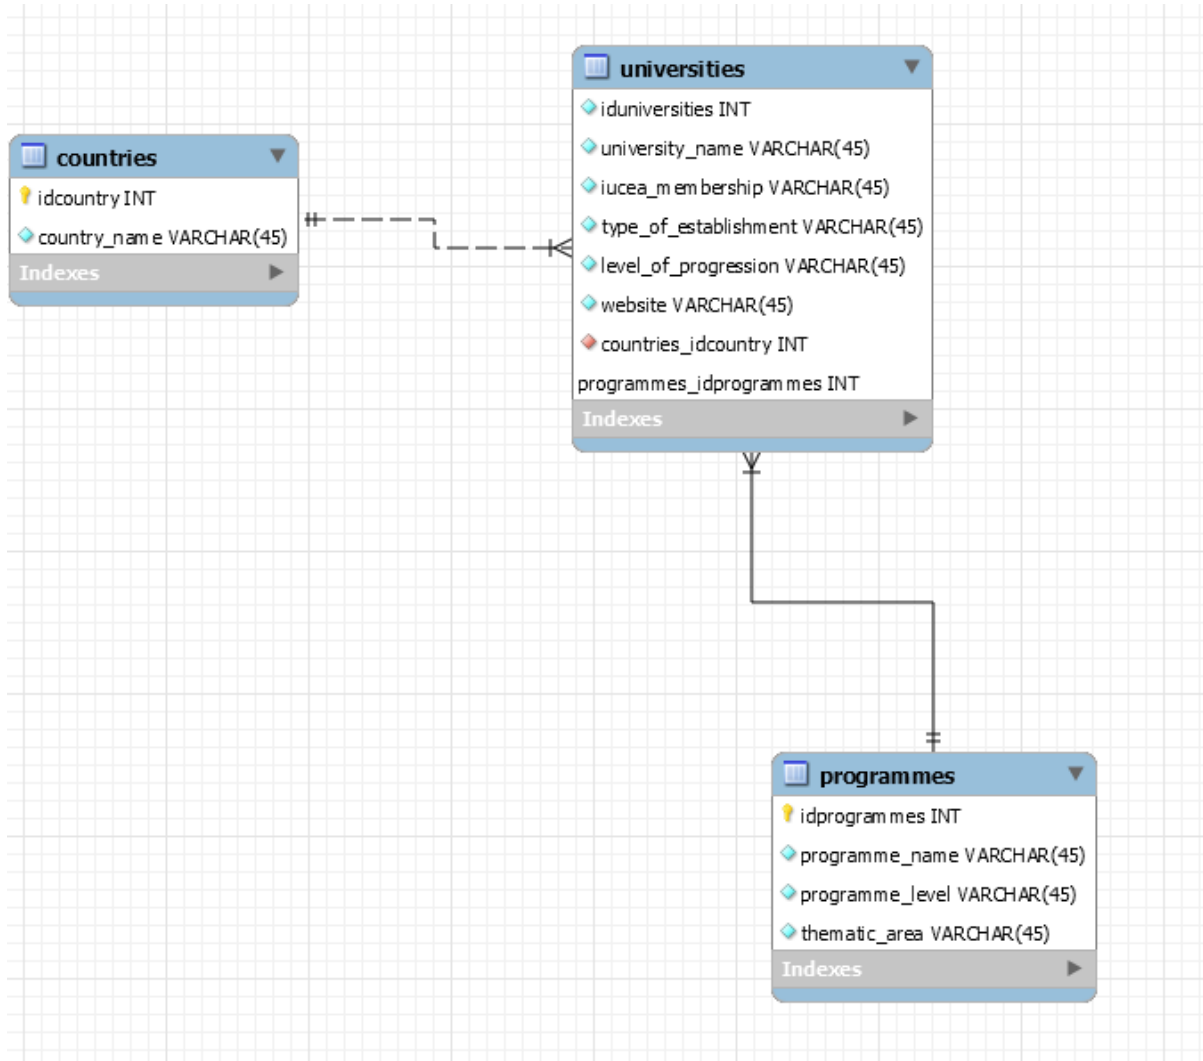 countries
idcountry INT
country_name VARCHAR(45)
Indexes
universities
iduniversities INT
university_name VARCHAR(45)
iucea_membership VARCHAR(45)
type_of_establishment VARCHAR(45)
level_of_progression VARCHAR(45)
website VARCHAR(45)
countries_idcountry INT
programmes_idprogrammes INT
Indexes
programmes
idprogrammes INT
programme_name VARCHAR(45)
programme_level VARCHAR(45)
thematic_area VARCHAR(45)
Indexes